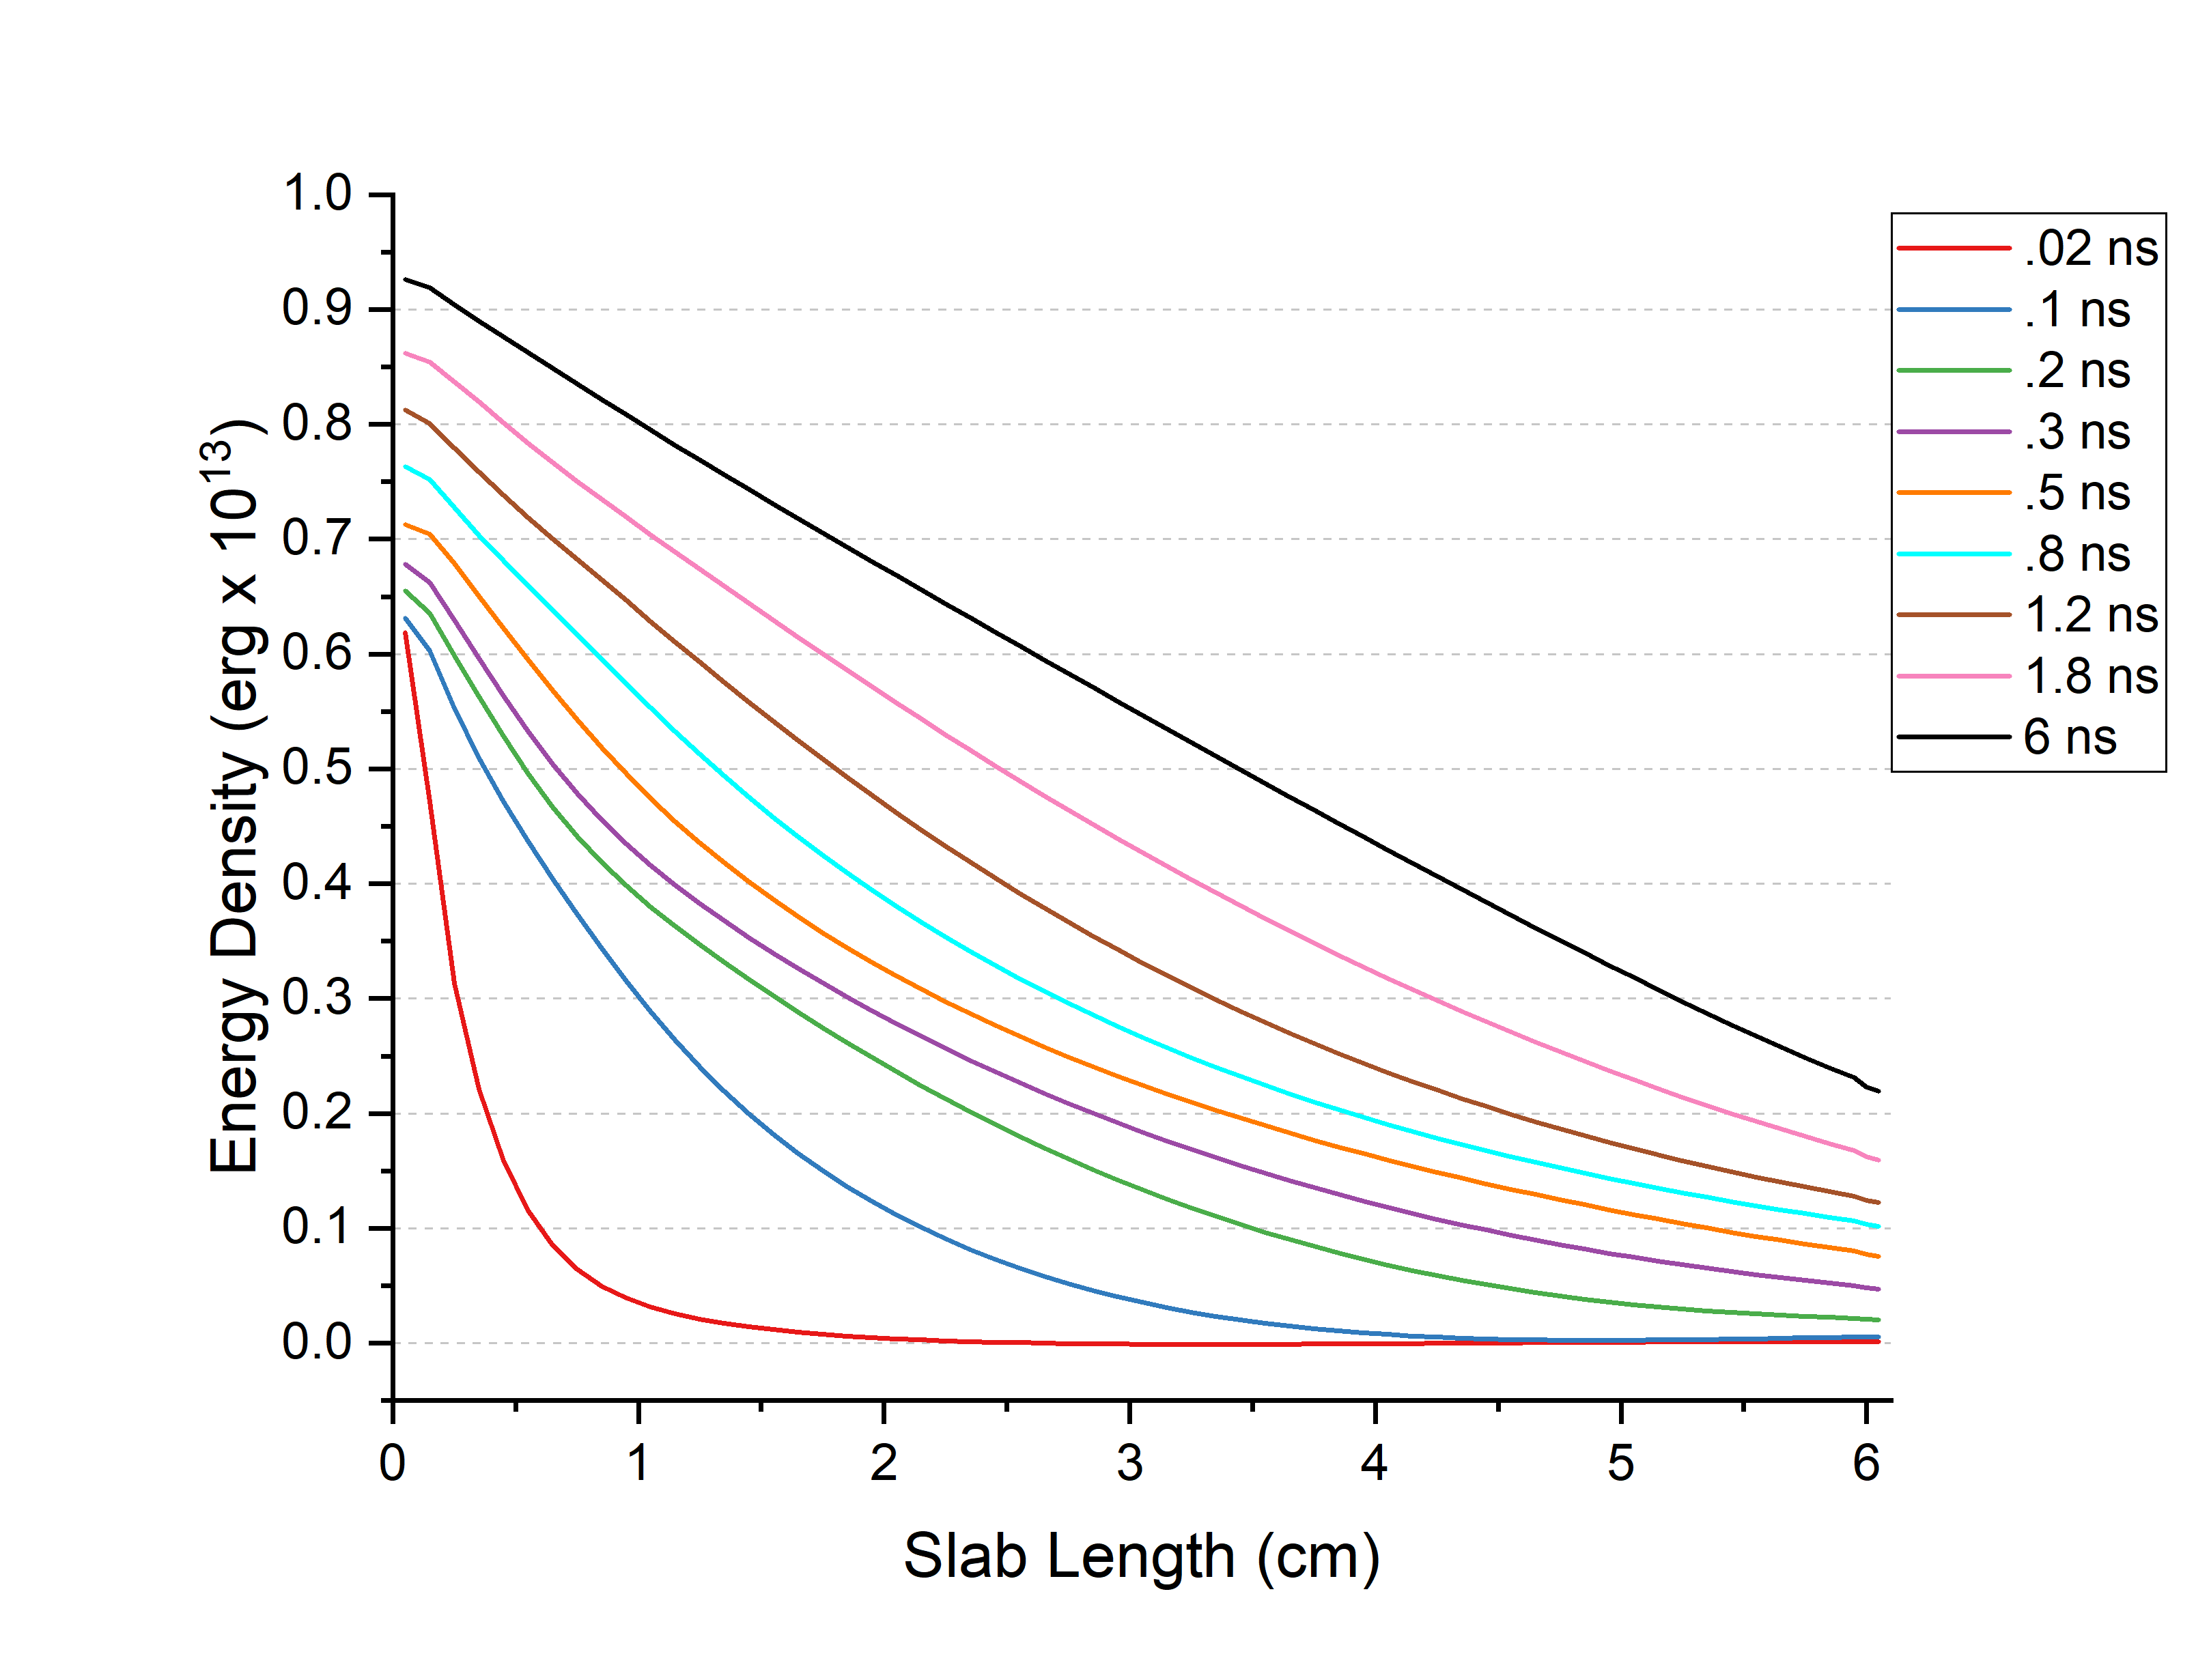 Energy Density (erg x 10¹³)
1.0
0.9
0.8
0.7
0.6
0.5
0.4
0.3
0.2
0.1
0.0
0 1 2 3 4 5 6
Slab Length (cm)
.02 ns
.1 ns
.2 ns
.3 ns
.5 ns
.8 ns
1.2 ns
1.8 ns
6 ns